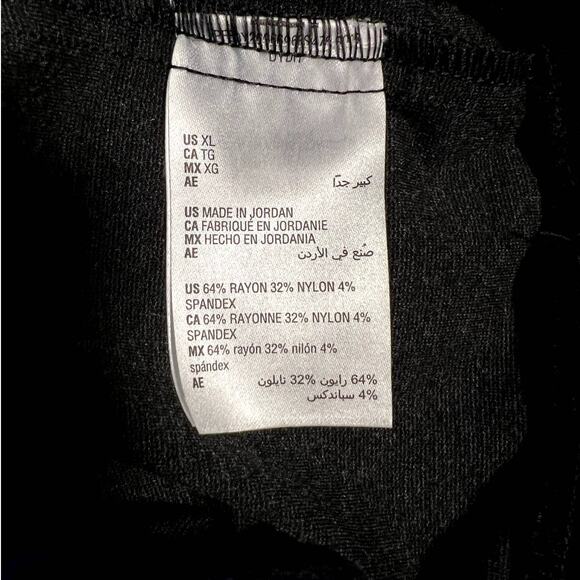 US XL
CA TG
MX XG
AE كبير جدًا
US MADE IN JORDAN
CA FABRIQUÉ EN JORDANIE
MX HECHO EN JORDANIA
AE صُنع في الأردن
US 64% RAYON 32% NYLON 4%
SPANDEX
CA 64% RAYONNE 32% NYLON 4%
SPANDEX
MX 64% rayón 32% nilón 4%
spándex
AE 64% رايون 32% نايلون
4% سباندكس